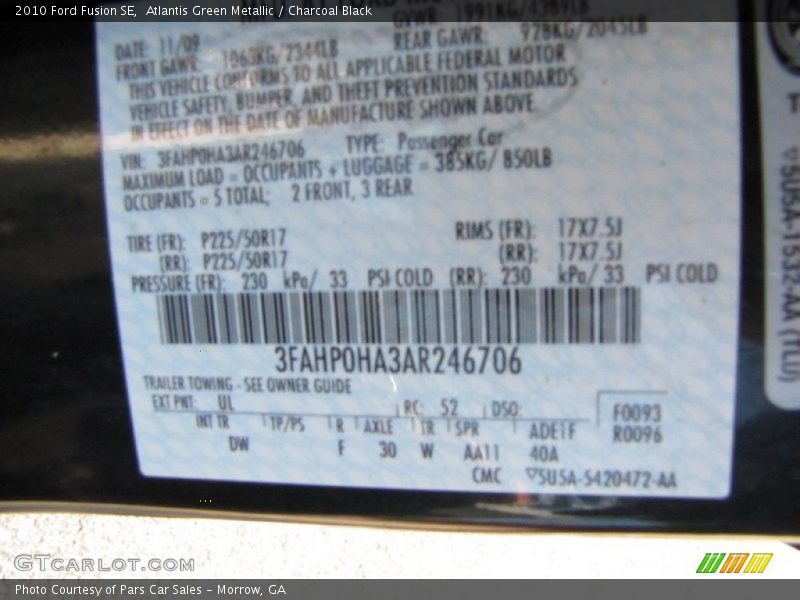 2010 Ford Fusion SE, Atlantis Green Metallic / Charcoal Black
GVWR: 1991KG/4389LB
DATE: 11/09
FRONT GAWR: 1063KG/2344LB REAR GAWR: 928KG/2045LB
THIS VEHICLE CONFORMS TO ALL APPLICABLE FEDERAL MOTOR
VEHICLE SAFETY, BUMPER, AND THEFT PREVENTION STANDARDS
IN EFFECT ON THE DATE OF MANUFACTURE SHOWN ABOVE
VIN: 3FAHP0HA3AR246706 TYPE: Passenger Car
MAXIMUM LOAD = OCCUPANTS + LUGGAGE = 385KG/ 850LB
OCCUPANTS = 5 TOTAL; 2 FRONT, 3 REAR
TIRE (FR): P225/50R17 RIMS (FR): 17X7.5J
(RR): P225/50R17 (RR): 17X7.5J
PRESSURE (FR): 230 kPa/ 33 PSI COLD (RR): 230 kPa/ 33 PSI COLD
3FAHP0HA3AR246706
TRAILER TOWING - SEE OWNER GUIDE
EXT PNT: UL RC: 52 DSO: F0093
INT TR TP/PS R AXLE TR SPR ADE1F R0096
DW F 30 W AA11 40A
CMC ▽5U5A-5420472-AA
▽5U5A-1532-AA (TLD)
GTCARLOT.COM
Photo Courtesy of Pars Car Sales - Morrow, GA